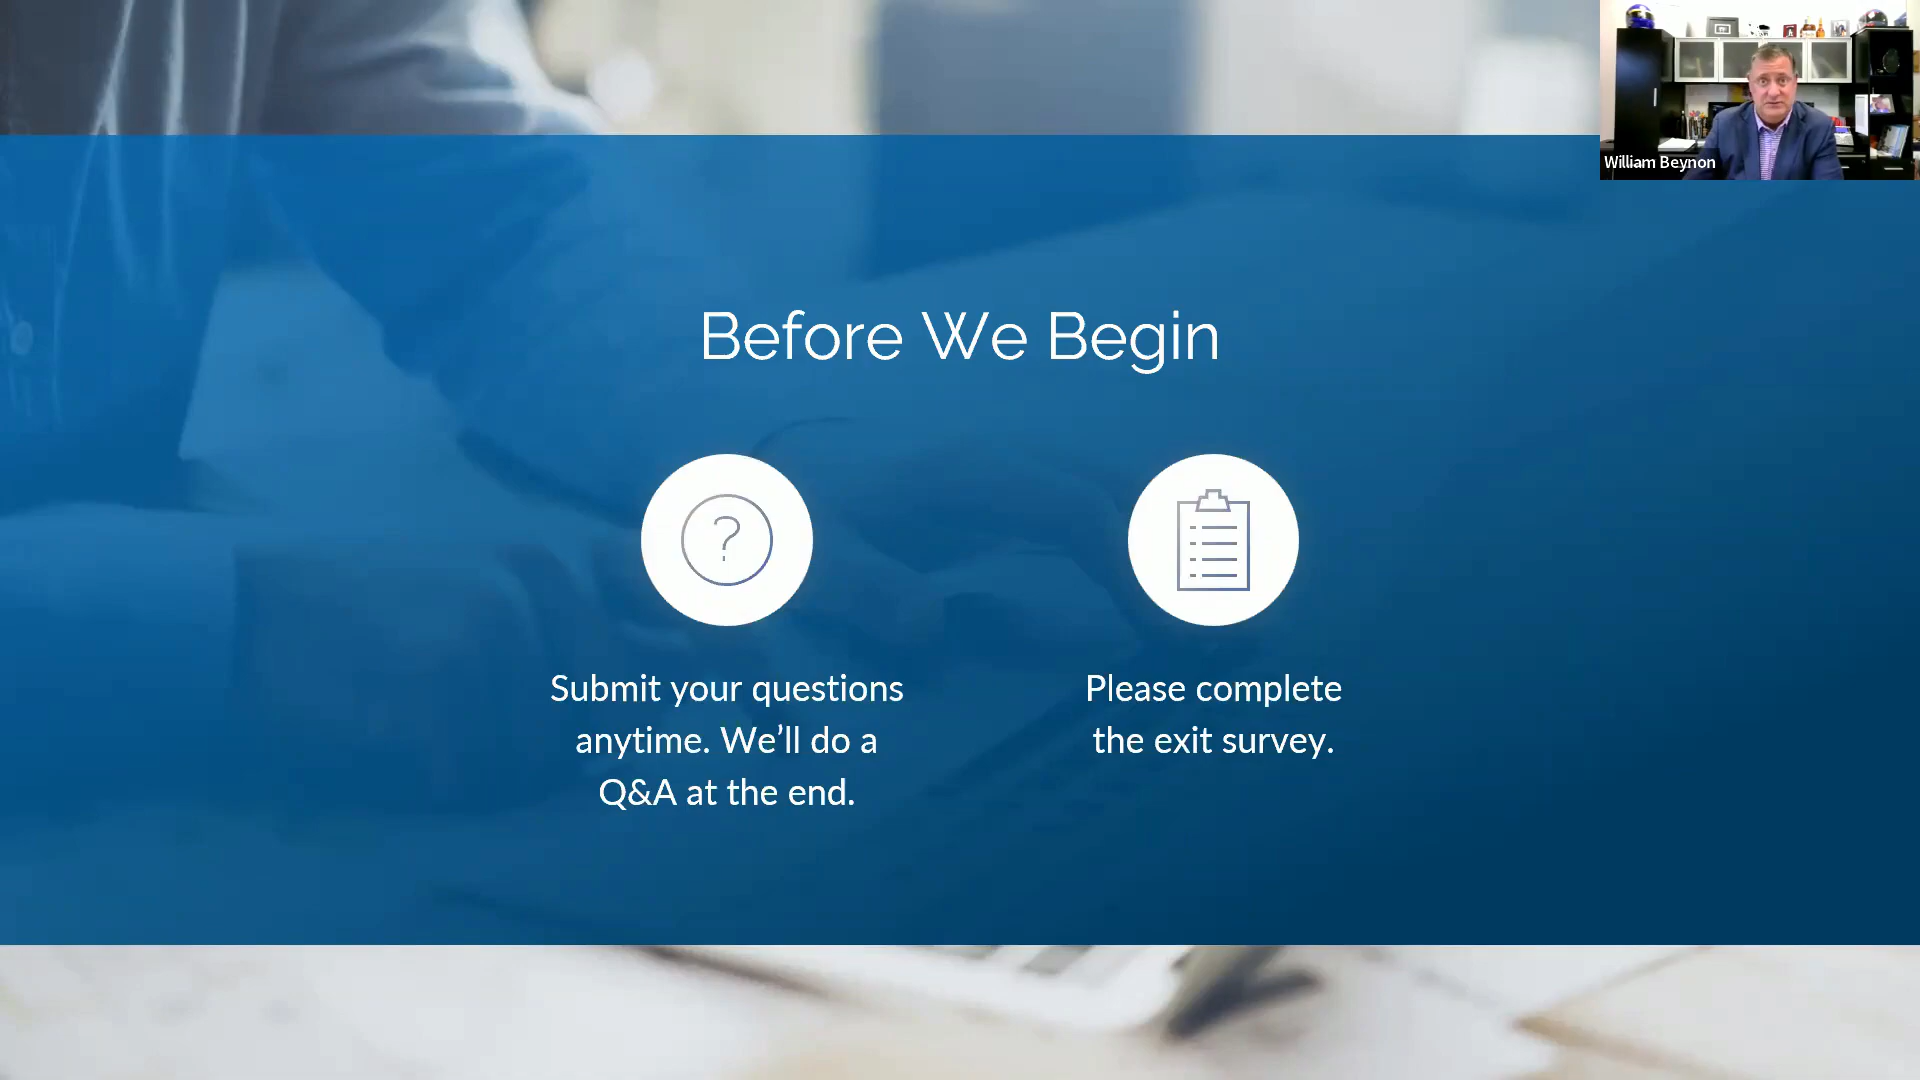 William Beynon
Before We Begin
?
Submit your questions
anytime. We’ll do a
Q&A at the end.
Please complete
the exit survey.